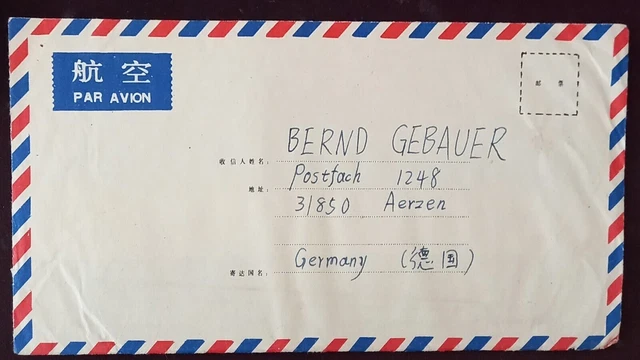 航空
PAR AVION
邮票
BERND GEBAUER
收信人姓名:
Postfach 1248
地址:
31850 Aerzen
Germany (德国)
寄达国名: